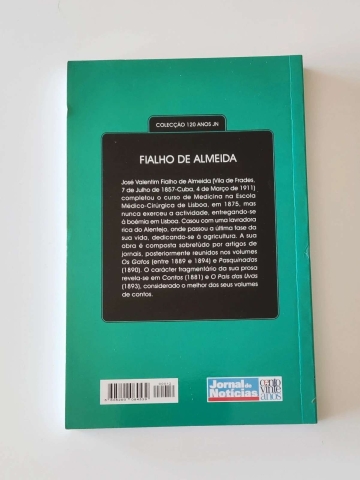 COLECÇÃO 120 ANOS JN
FIALHO DE ALMEIDA
José Valentim Fialho de Almeida (Vila de Frades,
7 de Julho de 1857-Cuba, 4 de Março de 1911)
completou o curso de Medicina na Escola
Médico-Cirúrgica de Lisboa, em 1875, mas
nunca exerceu a actividade, entregando-se
à boémia em Lisboa. Casou com uma lavradora
rica do Alentejo, onde passou a última fase da
sua vida, dedicando-se à agricultura. A sua
obra é composta sobretudo por artigos de
jornais, posteriormente reunidos nos volumes
Os Gatos (entre 1889 e 1894) e Pasquinadas
(1890). O carácter fragmentário da sua prosa
revela-se em Contos (1881) e O País das Uvas
(1893), considerado o melhor dos seus volumes
de contos.
Jornal de
Notícias
cento
vinte
anos